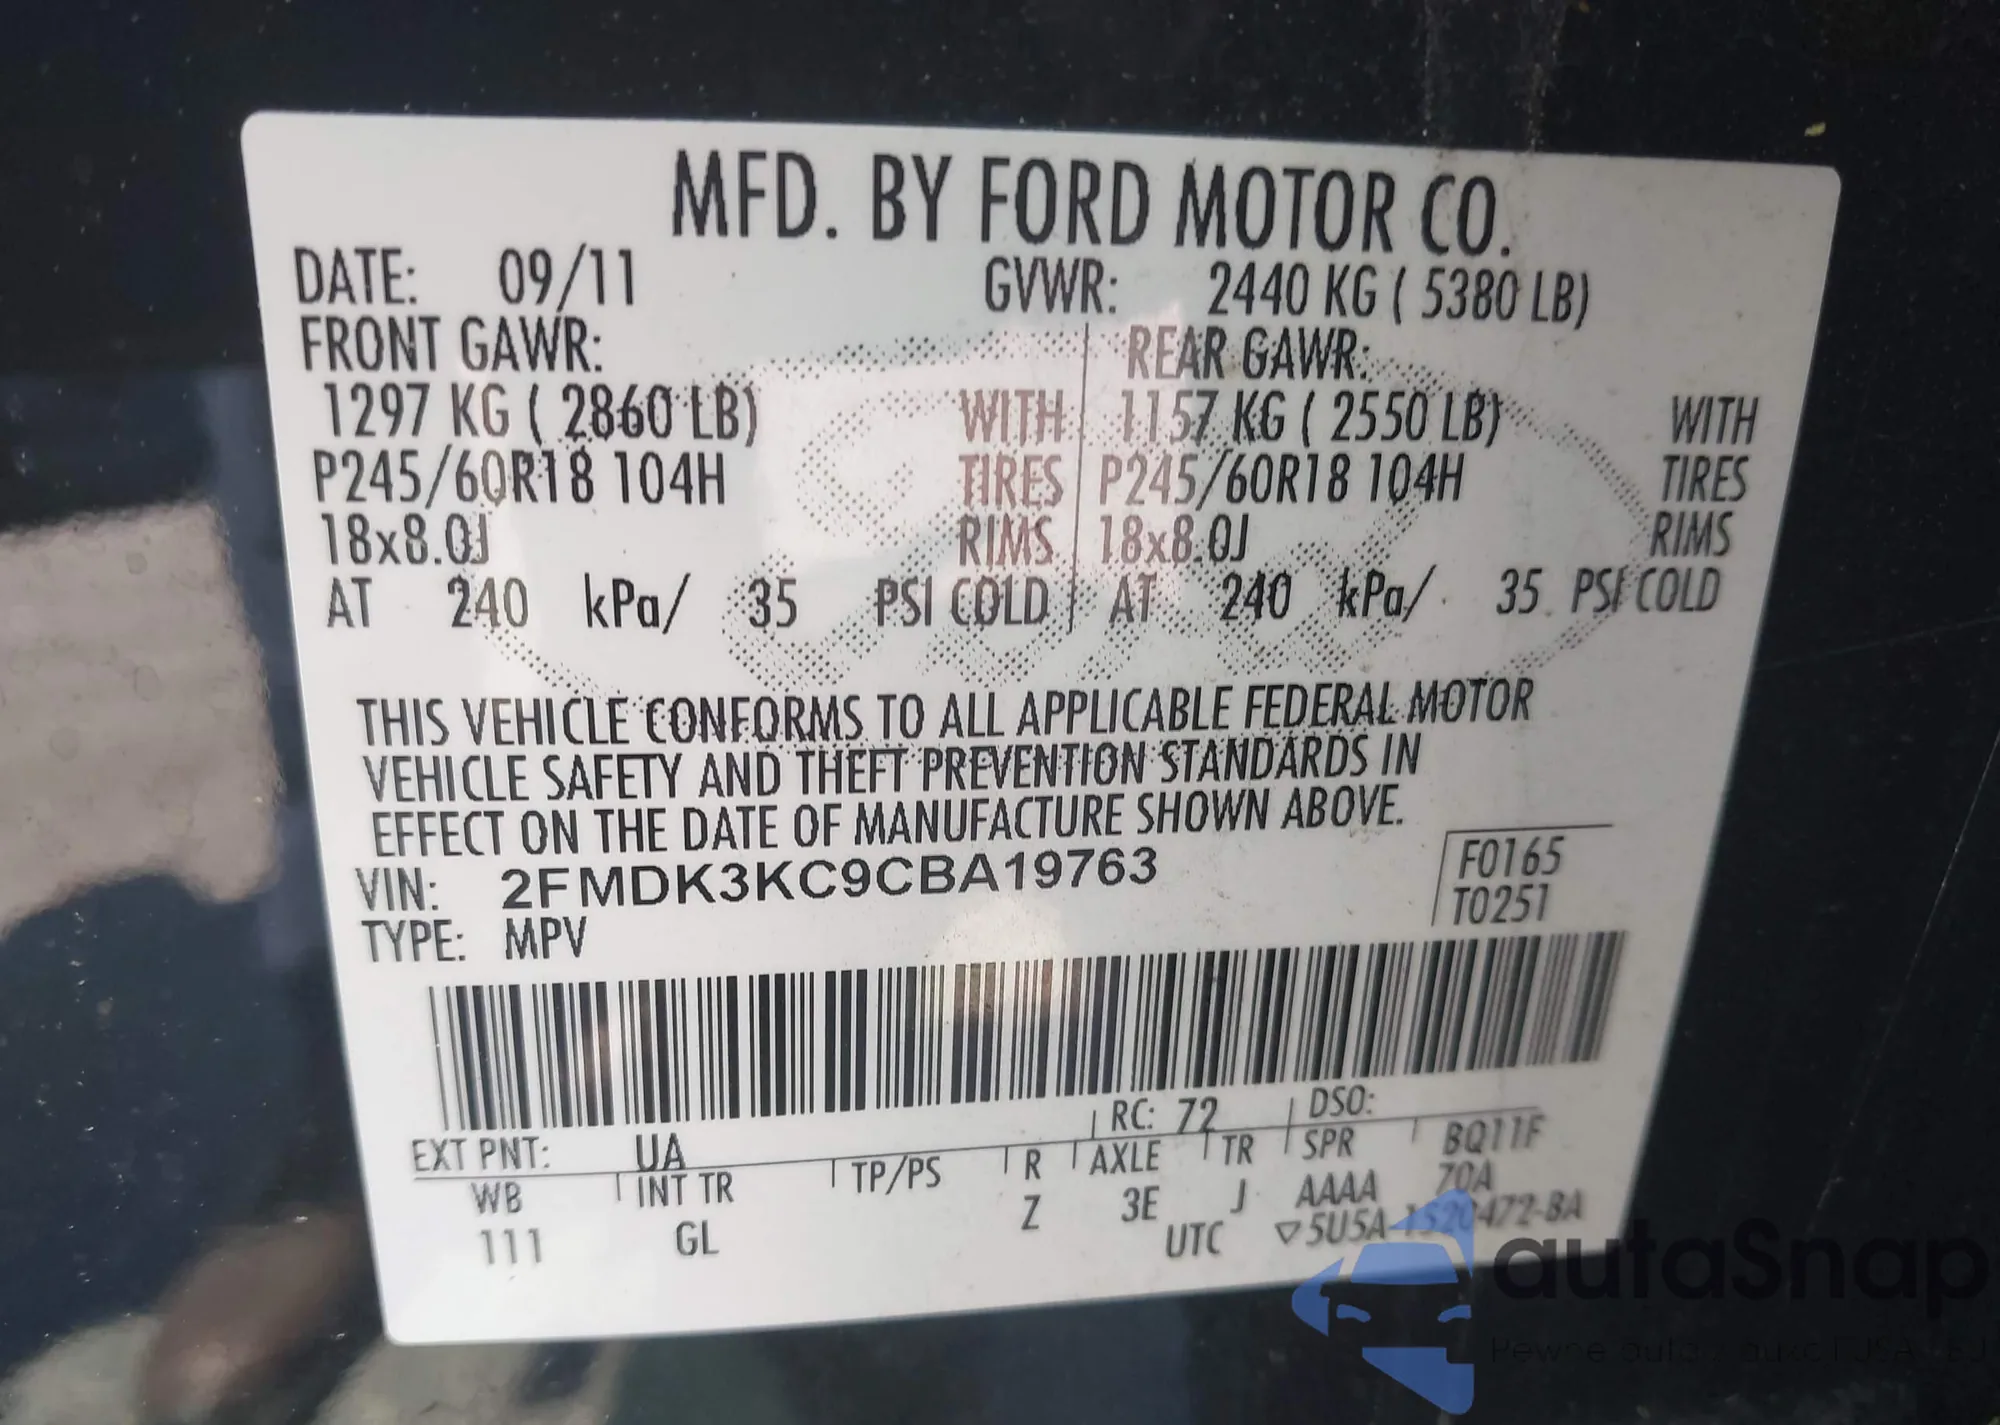 MFD. BY FORD MOTOR CO.
DATE: 09/11 GVWR: 2440 KG ( 5380 LB)
FRONT GAWR: REAR GAWR:
1297 KG ( 2860 LB) WITH 1157 KG ( 2550 LB) WITH
P245/60R18 104H TIRES P245/60R18 104H TIRES
18x8.0J RIMS 18x8.0J RIMS
AT 240 kPa/ 35 PSI COLD AT 240 kPa/ 35 PSI COLD
THIS VEHICLE CONFORMS TO ALL APPLICABLE FEDERAL MOTOR
VEHICLE SAFETY AND THEFT PREVENTION STANDARDS IN
EFFECT ON THE DATE OF MANUFACTURE SHOWN ABOVE.
VIN: 2FMDK3KC9CBA19763
F0165
T0251
TYPE: MPV
EXT PNT: UA RC: 72 DSO:
WB INT TR TP/PS R AXLE TR SPR BQ11F
111 GL Z 3E J AAAA 70A
UTC ▽5U5A-1520472-BA
autaSnap